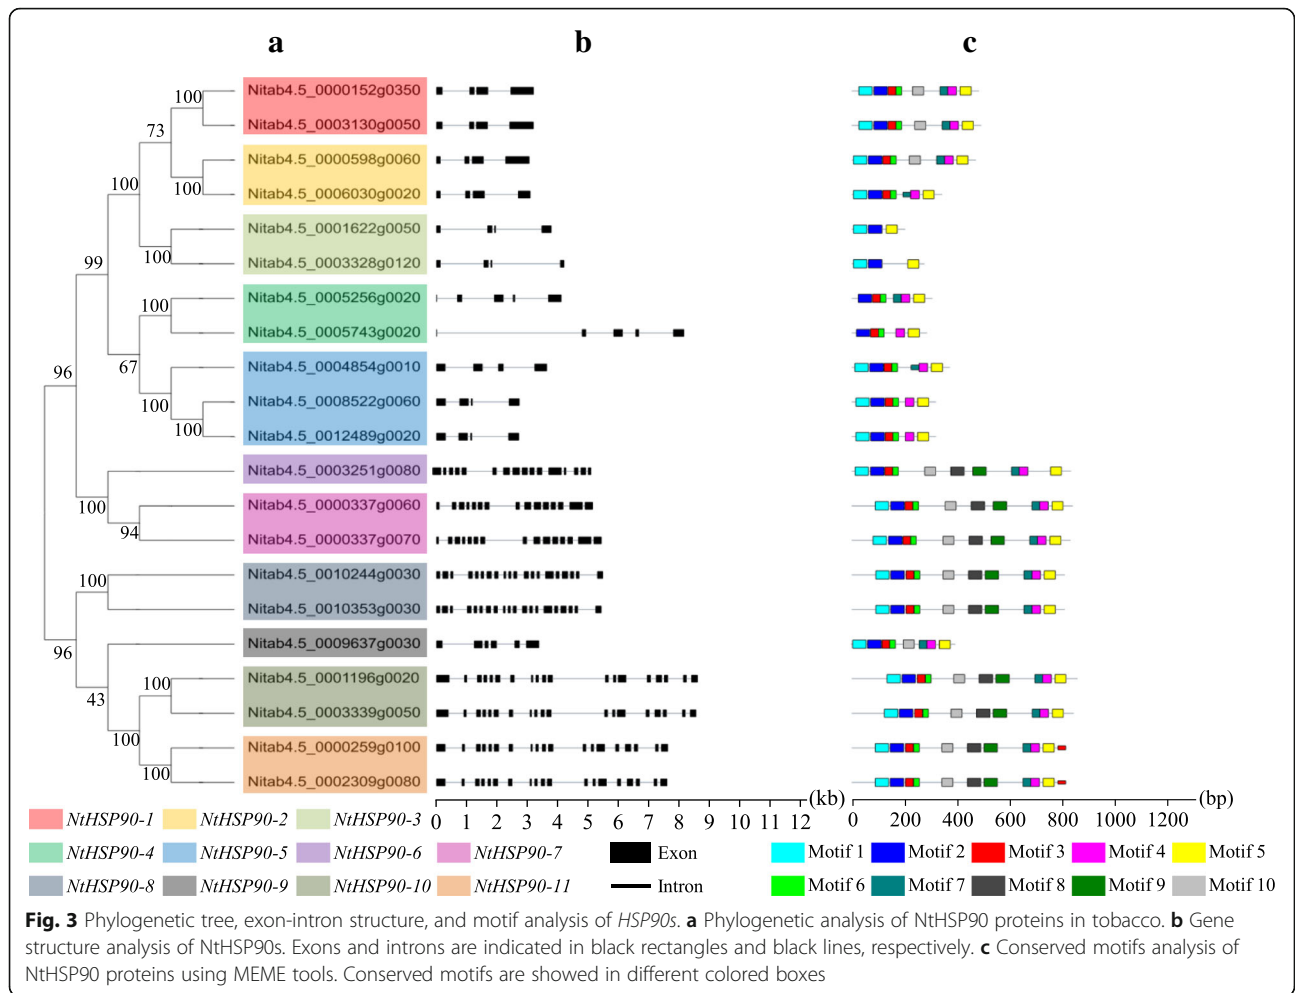 a b c
100
73
100
100
100
99
100
67
96
100
100
100
94
100
96
100
43
100
100
Nitab4.5_0000152g0350
Nitab4.5_0003130g0050
Nitab4.5_0000598g0060
Nitab4.5_0006030g0020
Nitab4.5_0001622g0050
Nitab4.5_0003328g0120
Nitab4.5_0005256g0020
Nitab4.5_0005743g0020
Nitab4.5_0004854g0010
Nitab4.5_0008522g0060
Nitab4.5_0012489g0020
Nitab4.5_0003251g0080
Nitab4.5_0000337g0060
Nitab4.5_0000337g0070
Nitab4.5_0010244g0030
Nitab4.5_0010353g0030
Nitab4.5_0009637g0030
Nitab4.5_0001196g0020
Nitab4.5_0003339g0050
Nitab4.5_0000259g0100
Nitab4.5_0002309g0080
(kb)
0 1 2 3 4 5 6 7 8 9 10 11 12
(bp)
0 200 400 600 800 1000 1200
NtHSP90-1 NtHSP90-2 NtHSP90-3
NtHSP90-4 NtHSP90-5 NtHSP90-6 NtHSP90-7
NtHSP90-8 NtHSP90-9 NtHSP90-10 NtHSP90-11
Exon
Intron
Motif 1 Motif 2 Motif 3 Motif 4 Motif 5
Motif 6 Motif 7 Motif 8 Motif 9 Motif 10
Fig. 3 Phylogenetic tree, exon-intron structure, and motif analysis of HSP90s. a Phylogenetic analysis of NtHSP90 proteins in tobacco. b Gene
structure analysis of NtHSP90s. Exons and introns are indicated in black rectangles and black lines, respectively. c Conserved motifs analysis of
NtHSP90 proteins using MEME tools. Conserved motifs are showed in different colored boxes